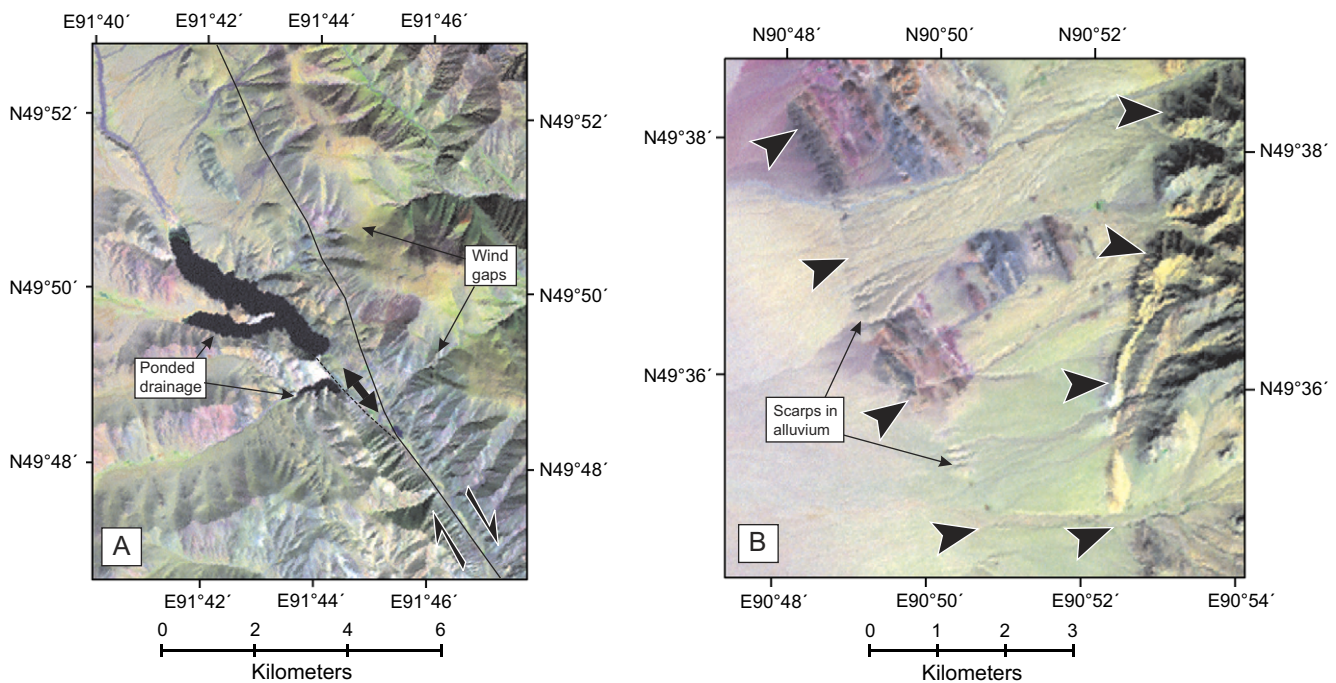 E91°40´ E91°42´ E91°44´ E91°46´
N49°52´ N49°52´
Wind
gaps
N49°50´ N49°50´
Ponded
drainage
N49°48´ N49°48´
A
E91°42´ E91°44´ E91°46´
0 2 4 6
Kilometers
N90°48´ N90°50´ N90°52´
N49°38´ N49°38´
N49°36´ N49°36´
Scarps in
alluvium
B
E90°48´ E90°50´ E90°52´ E90°54´
0 1 2 3
Kilometers